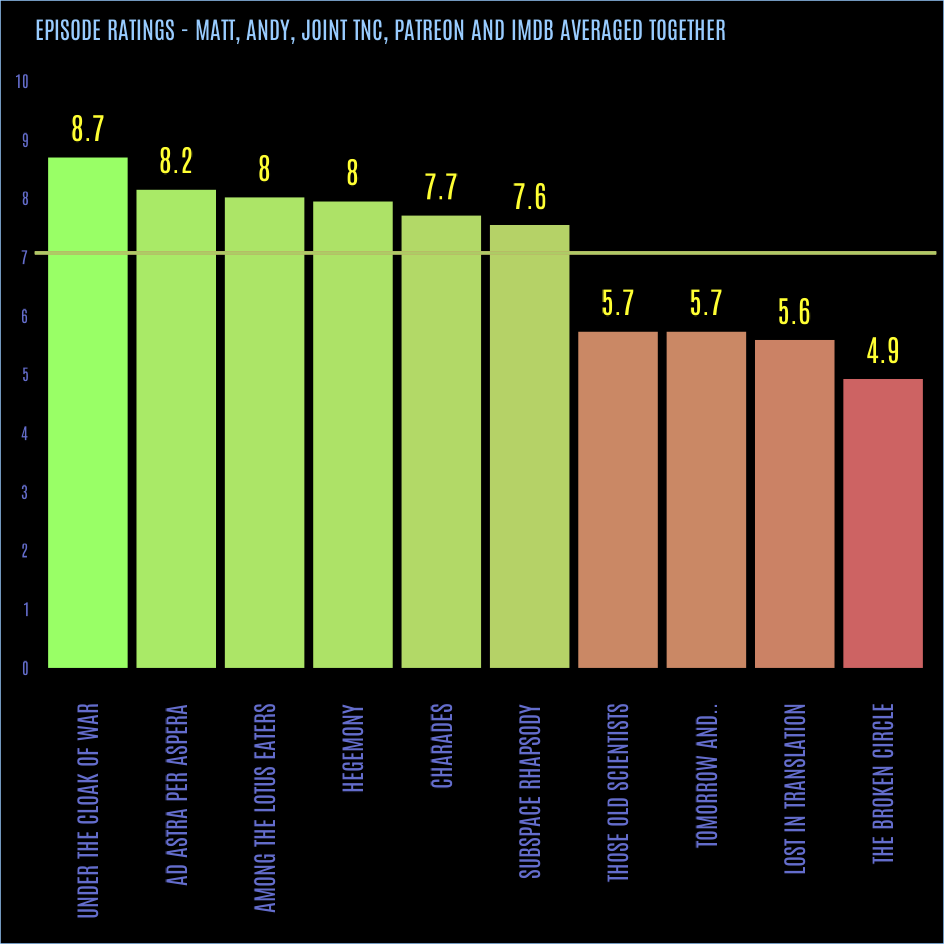 EPISODE RATINGS - MATT, ANDY, JOINT TNC, PATREON AND IMDB AVERAGED TOGETHER
10
9
8
7
6
5
4
3
2
1
0
8.7
8.2
8
8
7.7
7.6
5.7
5.7
5.6
4.9
UNDER THE CLOAK OF WAR
AD ASTRA PER ASPERA
AMONG THE LOTUS EATERS
HEGEMONY
CHARADES
SUBSPACE RHAPSODY
THOSE OLD SCIENTISTS
TOMORROW AND..
LOST IN TRANSLATION
THE BROKEN CIRCLE